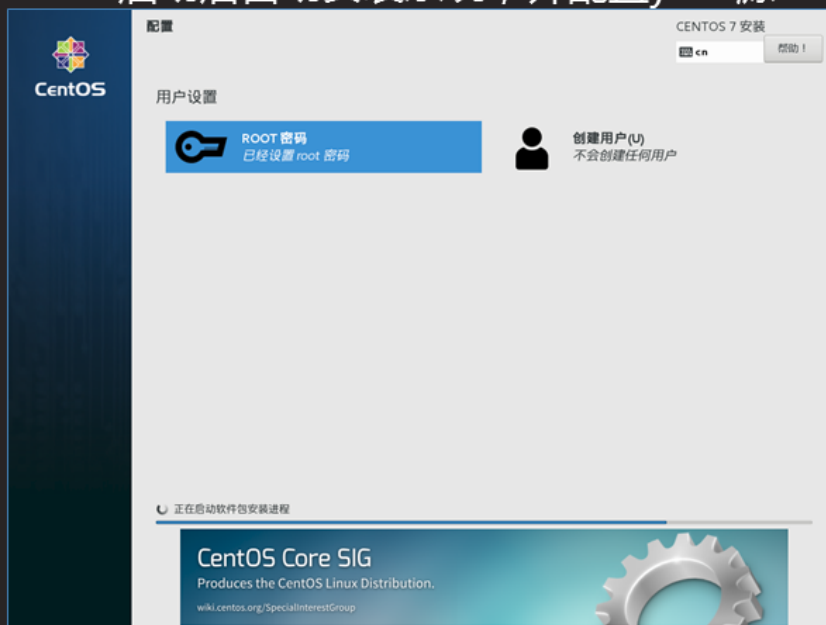 配置
CENTOS 7 安装
cn
帮助！
CentOS
用户设置
ROOT 密码
已经设置 root 密码
创建用户(U)
不会创建任何用户
正在启动软件包安装进程
CentOS Core SIG
Produces the CentOS Linux Distribution.
wiki.centos.org/SpecialInterestGroup